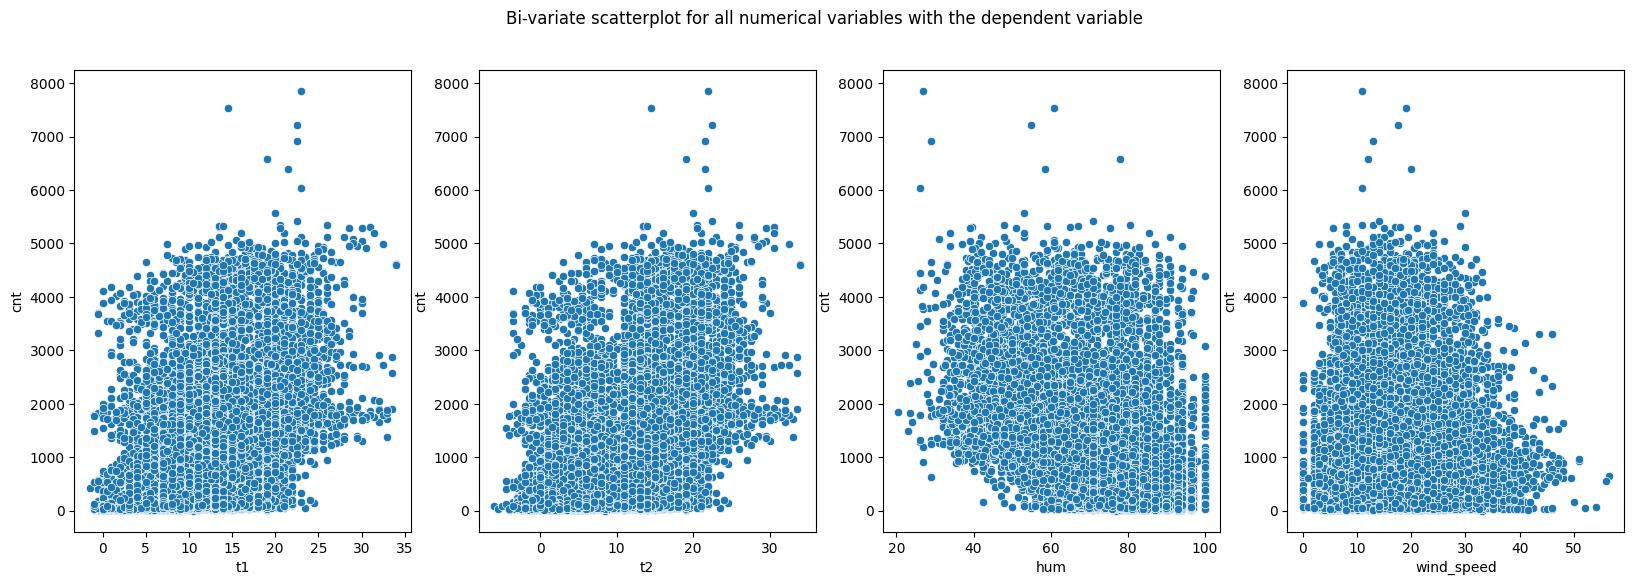 Bi-variate scatterplot for all numerical variables with the dependent variable
8000
7000
6000
5000
4000
3000
2000
1000
0
cnt
0 5 10 15 20 25 30 35
t1
8000
7000
6000
5000
4000
3000
2000
1000
0
cnt
0 10 20 30
t2
8000
7000
6000
5000
4000
3000
2000
1000
0
cnt
20 40 60 80 100
hum
8000
7000
6000
5000
4000
3000
2000
1000
0
cnt
0 10 20 30 40 50
wind_speed